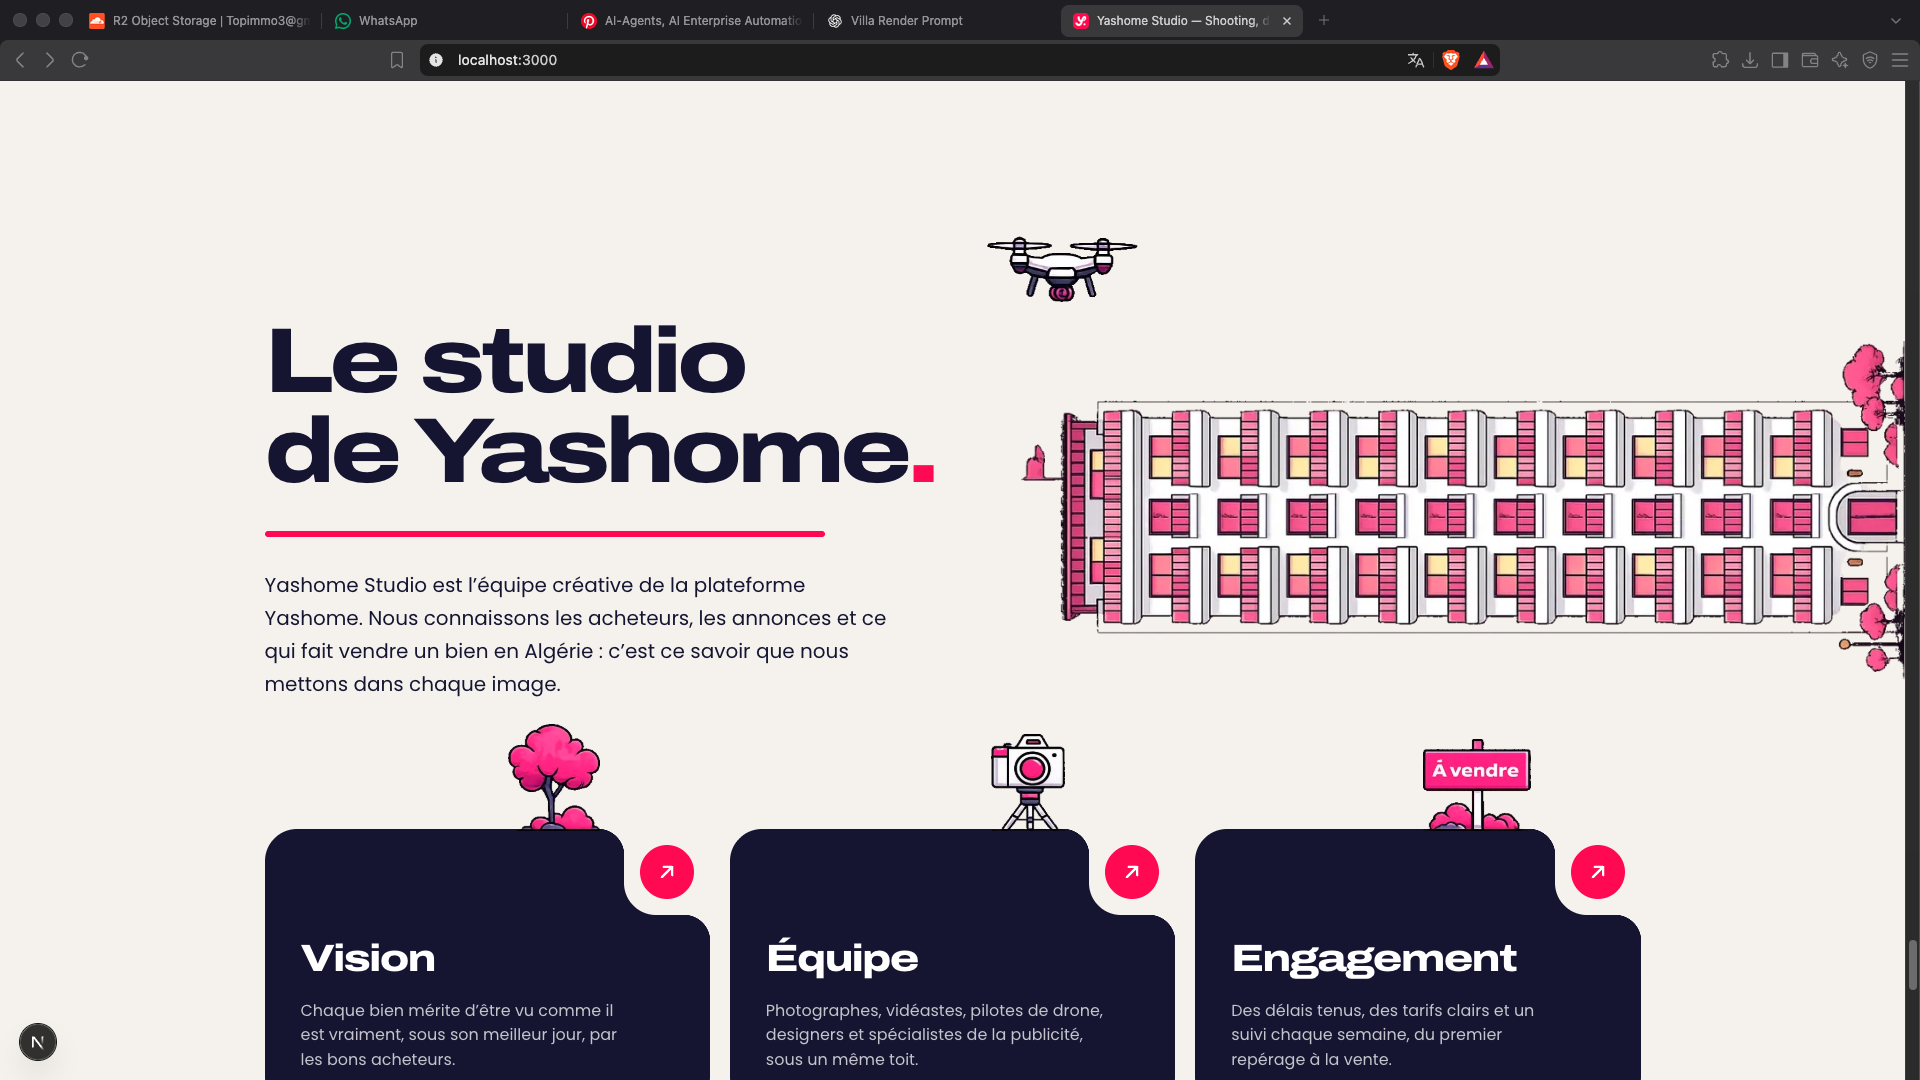 R2 Object Storage | Topimmo3@gm
WhatsApp
AI-Agents, AI Enterprise Automatio
Villa Render Prompt
Yashome Studio — Shooting, d
localhost:3000
Le studio
de Yashome.
Yashome Studio est l’équipe créative de la plateforme
Yashome. Nous connaissons les acheteurs, les annonces et ce
qui fait vendre un bien en Algérie : c’est ce savoir que nous
mettons dans chaque image.
Á vendre
Vision
Chaque bien mérite d’être vu comme il
est vraiment, sous son meilleur jour, par
les bons acheteurs.
Équipe
Photographes, vidéastes, pilotes de drone,
designers et spécialistes de la publicité,
sous un même toit.
Engagement
Des délais tenus, des tarifs clairs et un
suivi chaque semaine, du premier
repérage à la vente.
N